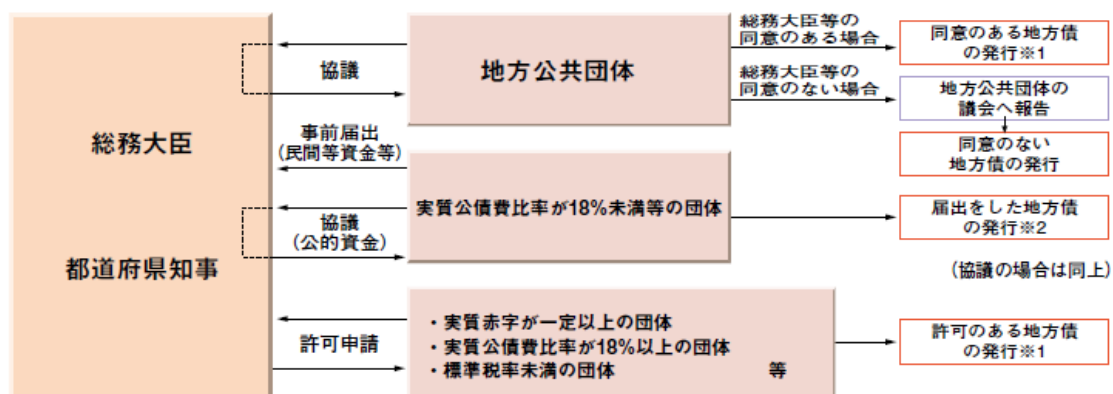 総務大臣
都道府県知事
協議
地方公共団体
総務大臣等の
同意のある場合
同意のある地方債
の発行※1
総務大臣等の
同意のない場合
地方公共団体の
議会へ報告
同意のない
地方債の発行
事前届出
(民間等資金等)
協議
(公的資金)
実質公債費比率が18%未満等の団体
届出をした地方債
の発行※2
(協議の場合は同上)
許可申請
・実質赤字が一定以上の団体
・実質公債費比率が18%以上の団体
・標準税率未満の団体 等
許可のある地方債
の発行※1